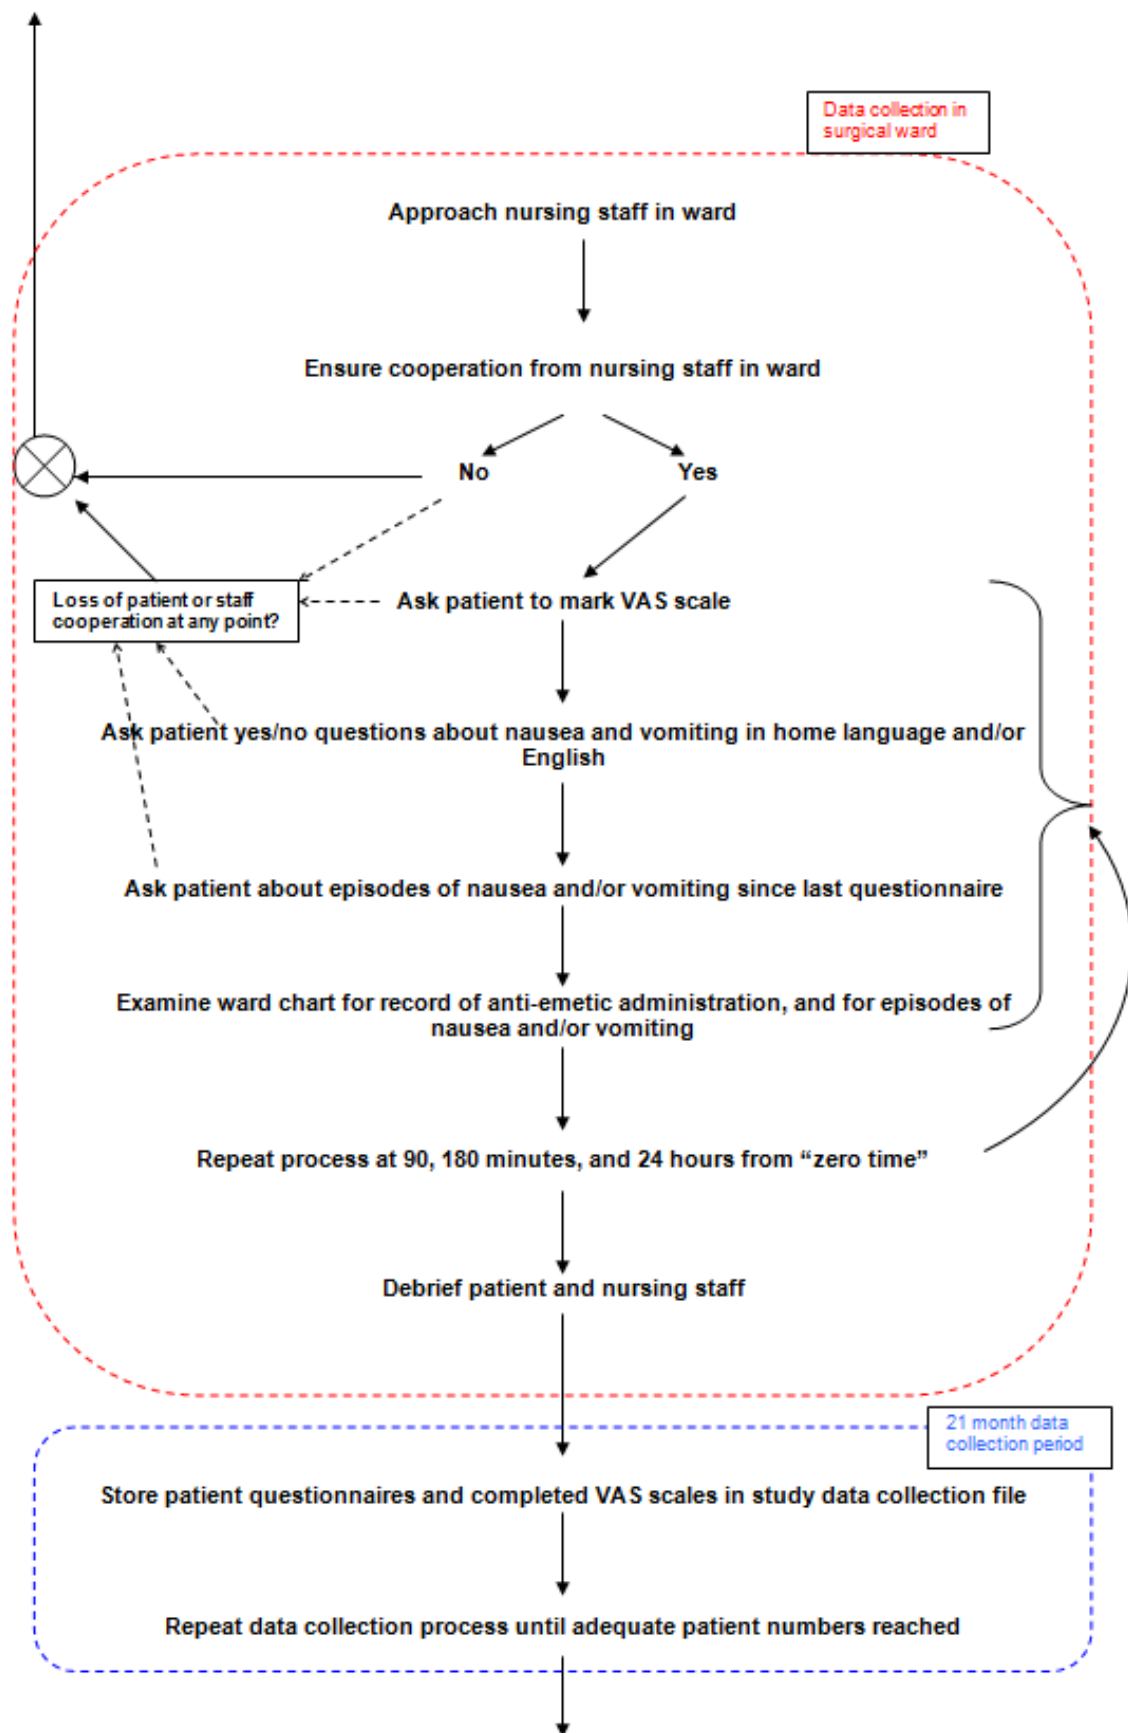 Data collection in
surgical ward
Approach nursing staff in ward
Ensure cooperation from nursing staff in ward
No
Yes
Loss of patient or staff
cooperation at any point?
Ask patient to mark VAS scale
Ask patient yes/no questions about nausea and vomiting in home language and/or
English
Ask patient about episodes of nausea and/or vomiting since last questionnaire
Examine ward chart for record of anti-emetic administration, and for episodes of
nausea and/or vomiting
Repeat process at 90, 180 minutes, and 24 hours from “zero time”
Debrief patient and nursing staff
21 month data
collection period
Store patient questionnaires and completed VAS scales in study data collection file
Repeat data collection process until adequate patient numbers reached